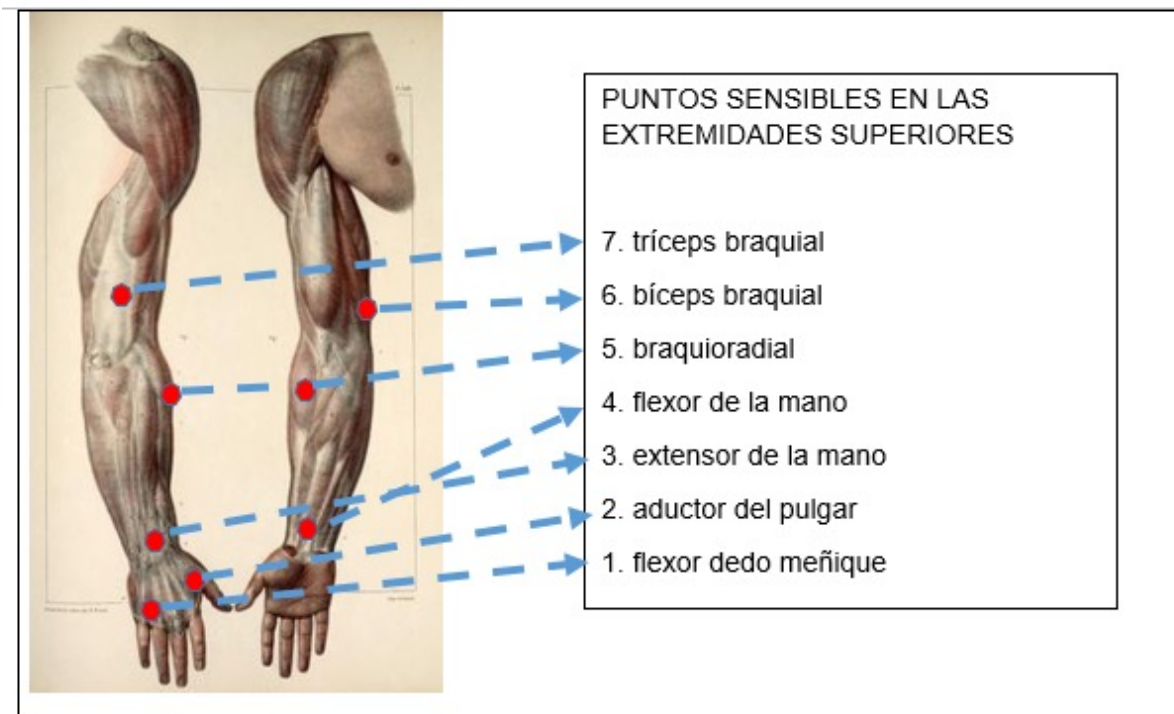 PUNTOS SENSIBLES EN LAS
EXTREMIDADES SUPERIORES
7. tríceps braquial
6. bíceps braquial
5. braquioradial
4. flexor de la mano
3. extensor de la mano
2. aductor del pulgar
1. flexor dedo meñique